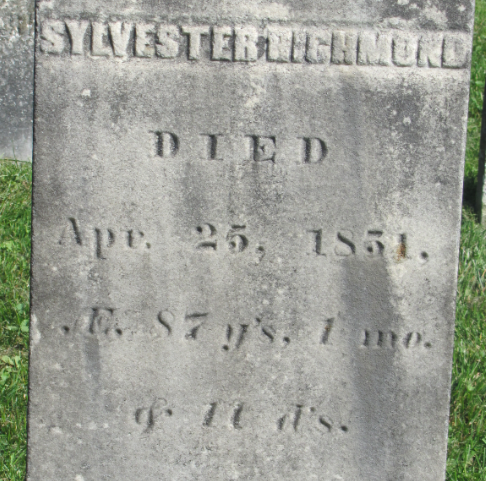 SYLVESTER RICHMOND
DIED
Apr. 25, 1851,
Æ. 87 y's, 1 mo.
& 11 d's.